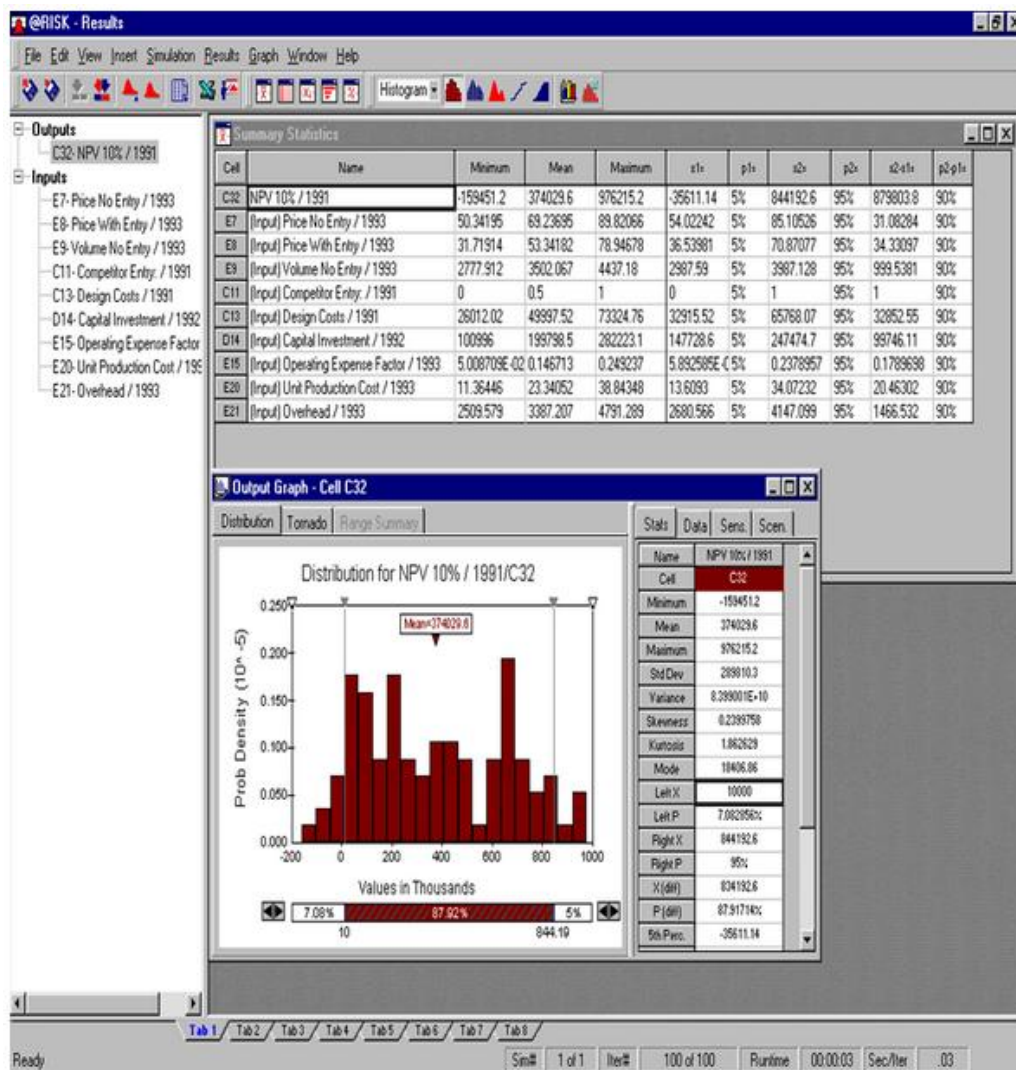 @RISK - Results
File Edit View Insert Simulation Results Graph Window Help
Histogram
Outputs
C32- NPV 10% / 1991
Inputs
E7- Price No Entry / 1993
E8- Price With Entry / 1993
E9- Volume No Entry / 1993
C11- Competitor Entry: / 1991
C13- Design Costs / 1991
D14- Capital Investment / 1992
E15- Operating Expense Factor
E20- Unit Production Cost / 199
E21- Overhead / 1993
Summary Statistics
Cell Name Minimum Mean Maximum x1= p1= x2= p2= x2-x1= p2-p1=
C32 NPV 10% / 1991 -159451.2 374029.6 976215.2 -35611.14 5% 844192.6 95% 879803.8 90%
E7 (Input) Price No Entry / 1993 50.34195 69.23695 89.82066 54.02242 5% 85.10526 95% 31.08284 90%
E8 (Input) Price With Entry / 1993 31.71914 53.34182 78.94678 36.53981 5% 70.87077 95% 34.33097 90%
E9 (Input) Volume No Entry / 1993 2777.912 3502.067 4437.18 2987.59 5% 3987.128 95% 999.5381 90%
C11 (Input) Competitor Entry: / 1991 0 0.5 1 0 5% 1 95% 1 90%
C13 (Input) Design Costs / 1991 26012.02 49997.52 73324.76 32915.52 5% 65768.07 95% 32852.55 90%
D14 (Input) Capital Investment / 1992 100996 199798.5 282223.1 147728.6 5% 247474.7 95% 99746.11 90%
E15 (Input) Operating Expense Factor / 1993 5.008709E-02 0.146713 0.249237 5.892585E-0 5% 0.2378957 95% 0.1789698 90%
E20 (Input) Unit Production Cost / 1993 11.36446 23.34052 38.84348 13.6093 5% 34.07232 95% 20.46302 90%
E21 (Input) Overhead / 1993 2509.579 3387.207 4791.289 2680.566 5% 4147.099 95% 1466.532 90%
Output Graph - Cell C32
Distribution Tornado Range Summary
Stats Data Sens. Scen.
Distribution for NPV 10% / 1991/C32
Mean=374029.6
Prob Density (10^ -5)
0.250
0.200
0.150
0.100
0.050
0.000
-200 0 200 400 600 800 1000
Values in Thousands
7.08% 87.92% 5%
10 844.19
Name NPV 10% / 1991
Cell C32
Minimum -159451.2
Mean 374029.6
Maximum 976215.2
Std Dev 289810.3
Variance 8.399001E+10
Skewness 0.2399758
Kurtosis 1.862629
Mode 18406.86
Left X 10000
Left P 7.082856%
Right X 844192.6
Right P 95%
X (diff) 834192.6
P (diff) 87.91714%
5th Perc. -35611.14
Tab 1 Tab 2 Tab 3 Tab 4 Tab 5 Tab 6 Tab 7 Tab 8
Ready Sim# 1 of 1 Iter# 100 of 100 Runtime 00:00:03 Sec/Iter .03